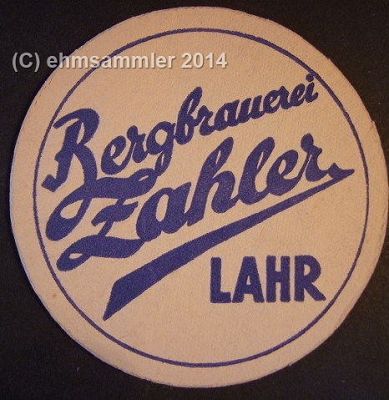 (C) ehmsammler 2014
Bergbrauerei
Zahler
LAHR